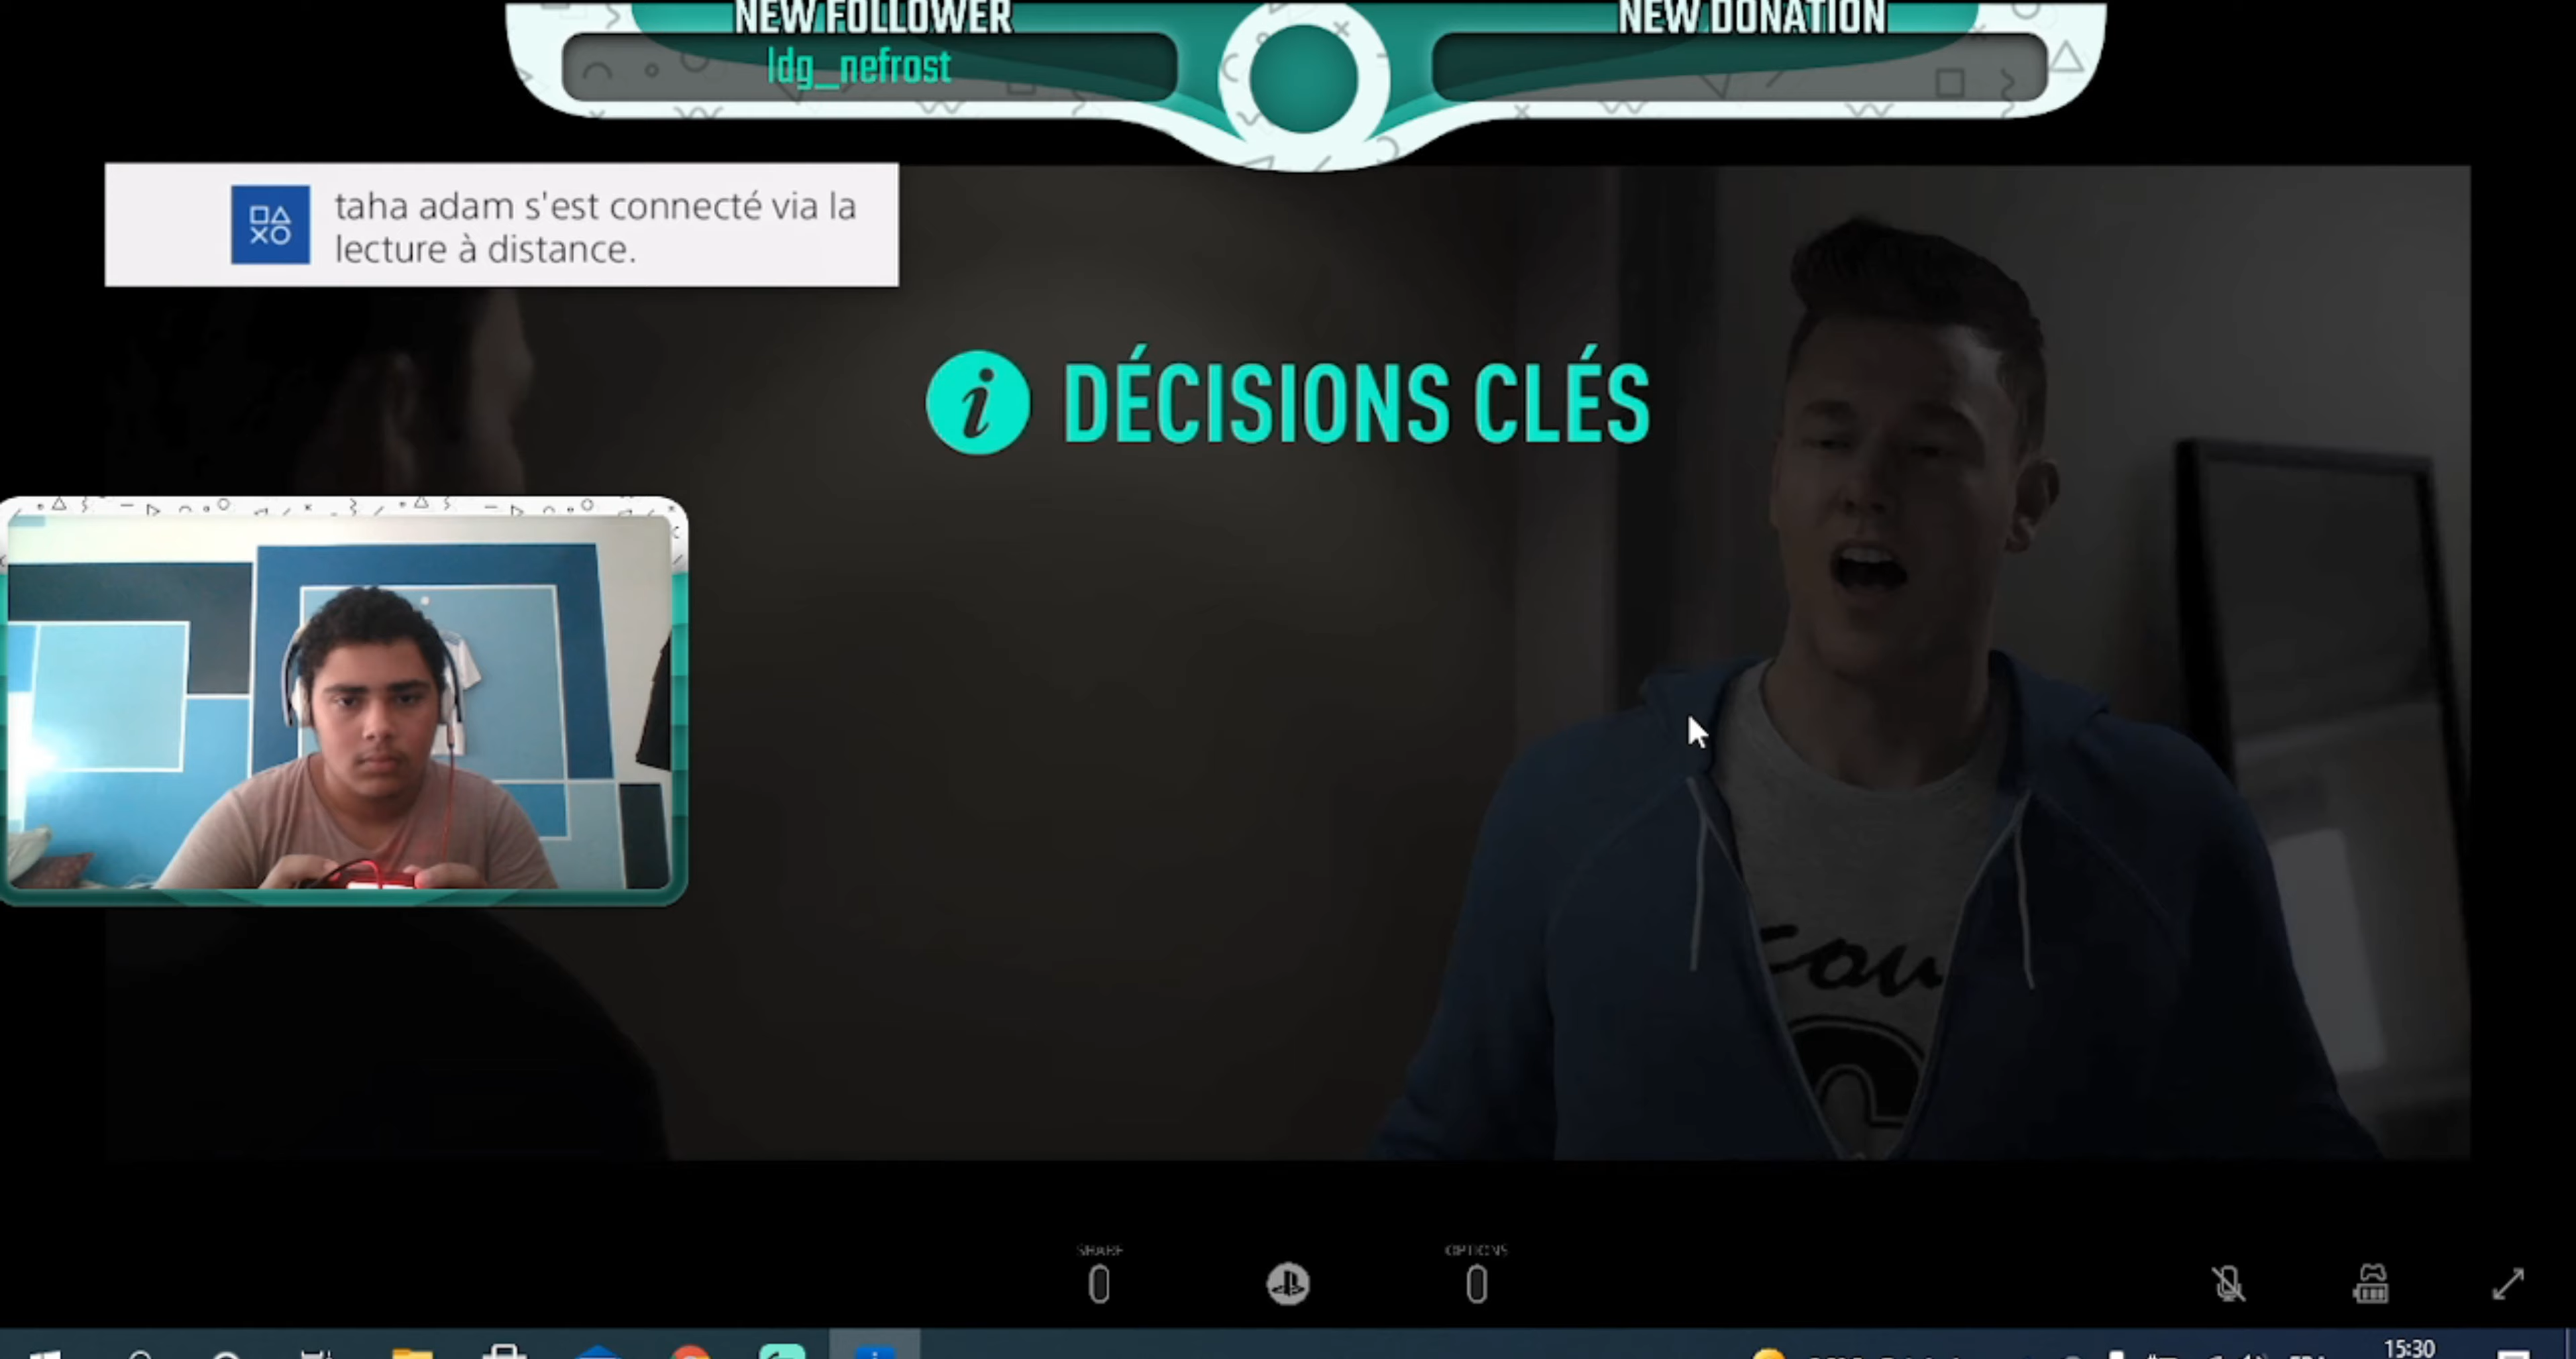 NEW FOLLOWER
ldg_nefrost
NEW DONATION
taha adam s'est connecté via la
lecture à distance.
i DÉCISIONS CLÉS
SHARE
OPTIONS
15:30